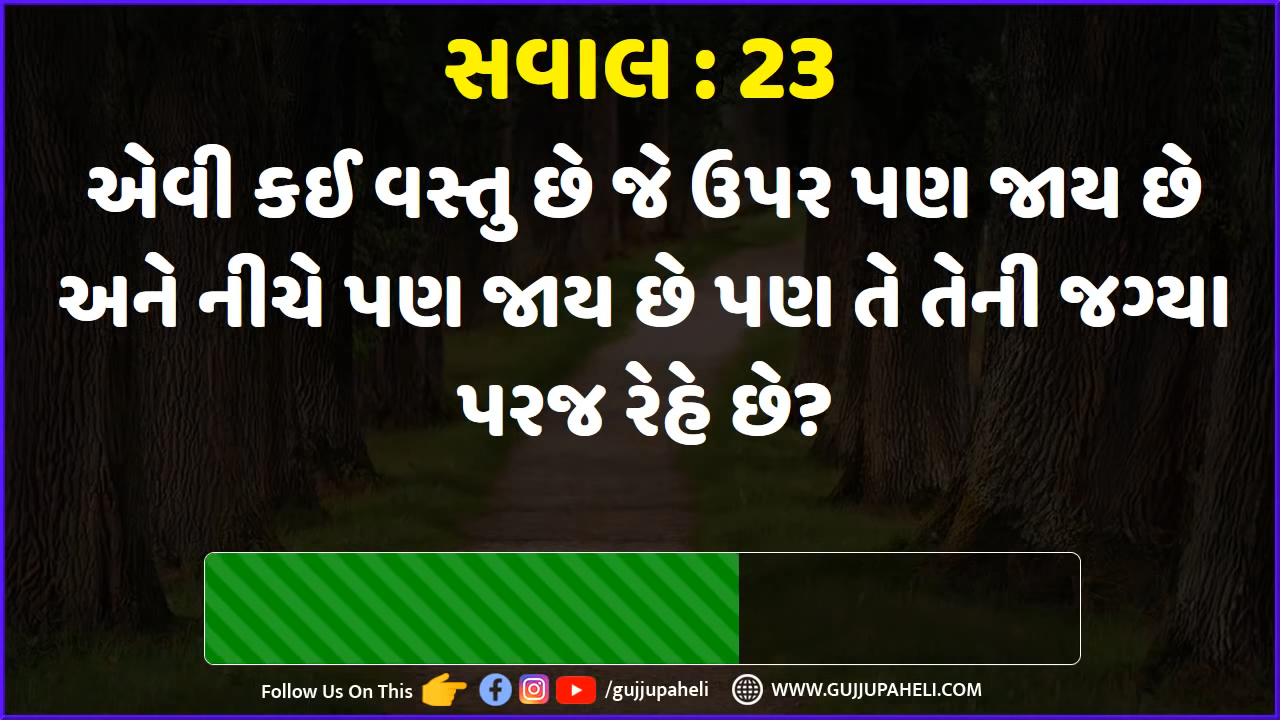 સવાલ : 23
એવી કઈ વસ્તુ છે જે ઉપર પણ જાય છે
અને નીચે પણ જાય છે પણ તે તેની જગ્યા
પરજ રેહે છે?
Follow Us On This /gujjupaheli WWW.GUJJUPAHELI.COM